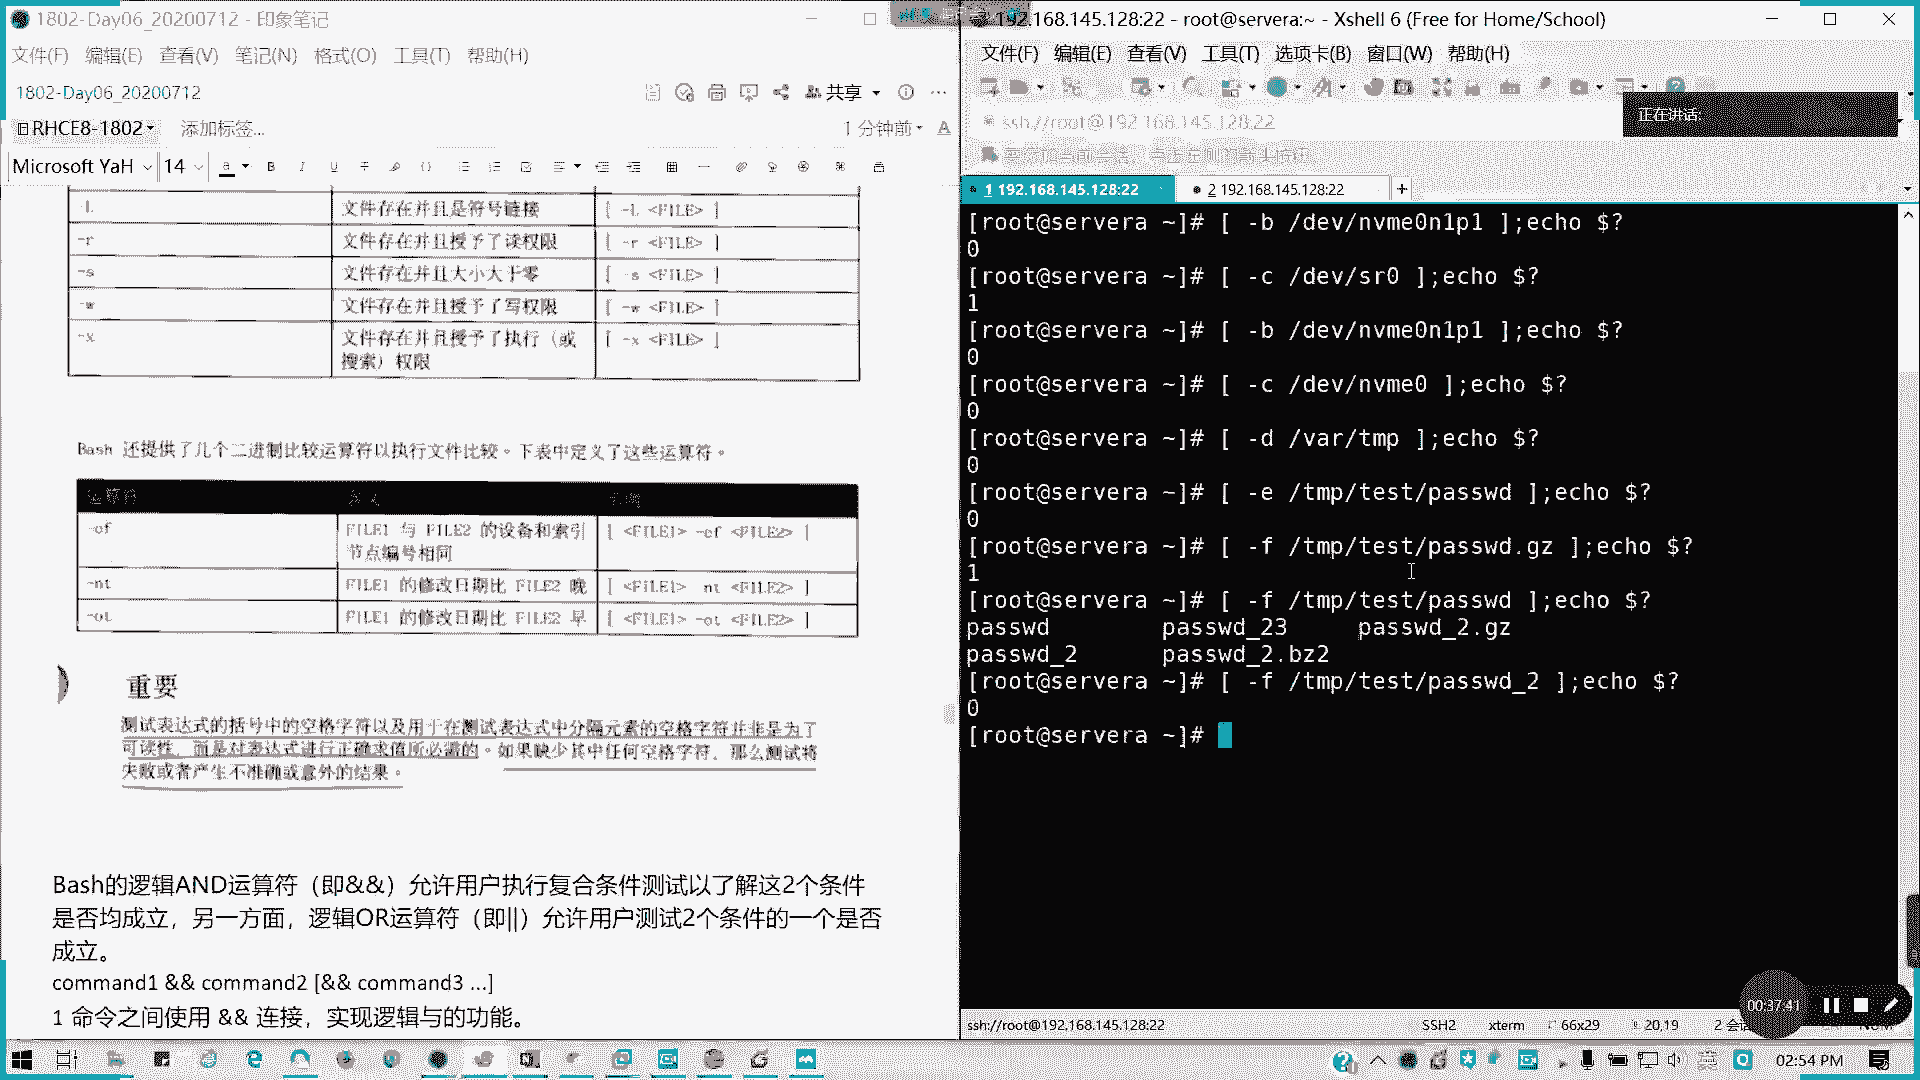 1802-Day06_20200712 - 印象笔记
文件(F) 编辑(E) 查看(V) 笔记(N) 格式(O) 工具(T) 帮助(H)
1802-Day06_20200712
共享
RHCE8-1802 添加标签...
1 分钟前
Microsoft YaH 14
-L 文件存在并且是符号链接 [ -L <FILE> ]
-r 文件存在并且授予了读权限 [ -r <FILE> ]
-s 文件存在并且大小大于零 [ -s <FILE> ]
-w 文件存在并且授予了写权限 [ -w <FILE> ]
-x 文件存在并且授予了执行（或 [ -x <FILE> ]
搜索）权限
Bash 还提供了几个二进制比较运算符以执行文件比较。下表中定义了这些运算符。
运算符
-ef FILE1 与 FILE2 的设备和索引 [ <FILE1> -ef <FILE2> ]
节点编号相同
-nt FILE1 的修改日期比 FILE2 晚 [ <FILE1> nt <FILE2> ]
-ot FILE1 的修改日期比 FILE2 早 [ <FILE1> -ot <FILE2> ]
重要
测试表达式的括号中的空格字符以及用于在测试表达式中分隔元素的空格字符并非是为了
可读性，而是对表达式进行正确求值所必需的。如果缺少其中任何空格字符，那么测试将
失败或者产生不准确或意外的结果。
Bash的逻辑AND运算符（即&&）允许用户执行复合条件测试以了解这2个条件
是否均成立，另一方面，逻辑OR运算符（即||）允许用户测试2个条件的一个是否
成立。
command1 && command2 [&& command3 ...]
1 命令之间使用 && 连接，实现逻辑与的功能。
192.168.145.128:22 - root@servera:~ - Xshell 6 (Free for Home/School)
文件(F) 编辑(E) 查看(V) 工具(T) 选项卡(B) 窗口(W) 帮助(H)
正在讲话:
ssh://root@192.168.145.128:22
1 192.168.145.128:22 2 192.168.145.128:22 +
[root@servera ~]# [ -b /dev/nvme0n1p1 ];echo $?
0
[root@servera ~]# [ -c /dev/sr0 ];echo $?
1
[root@servera ~]# [ -b /dev/nvme0n1p1 ];echo $?
0
[root@servera ~]# [ -c /dev/nvme0 ];echo $?
0
[root@servera ~]# [ -d /var/tmp ];echo $?
0
[root@servera ~]# [ -e /tmp/test/passwd ];echo $?
0
[root@servera ~]# [ -f /tmp/test/passwd.gz ];echo $?
1
[root@servera ~]# [ -f /tmp/test/passwd ];echo $?
passwd passwd_23 passwd_2.gz
passwd_2 passwd_2.bz2
[root@servera ~]# [ -f /tmp/test/passwd_2 ];echo $?
0
[root@servera ~]#
00:37:41
ssh://root@192.168.145.128:22 SSH2 xterm 66x29 20,19
02:54 PM